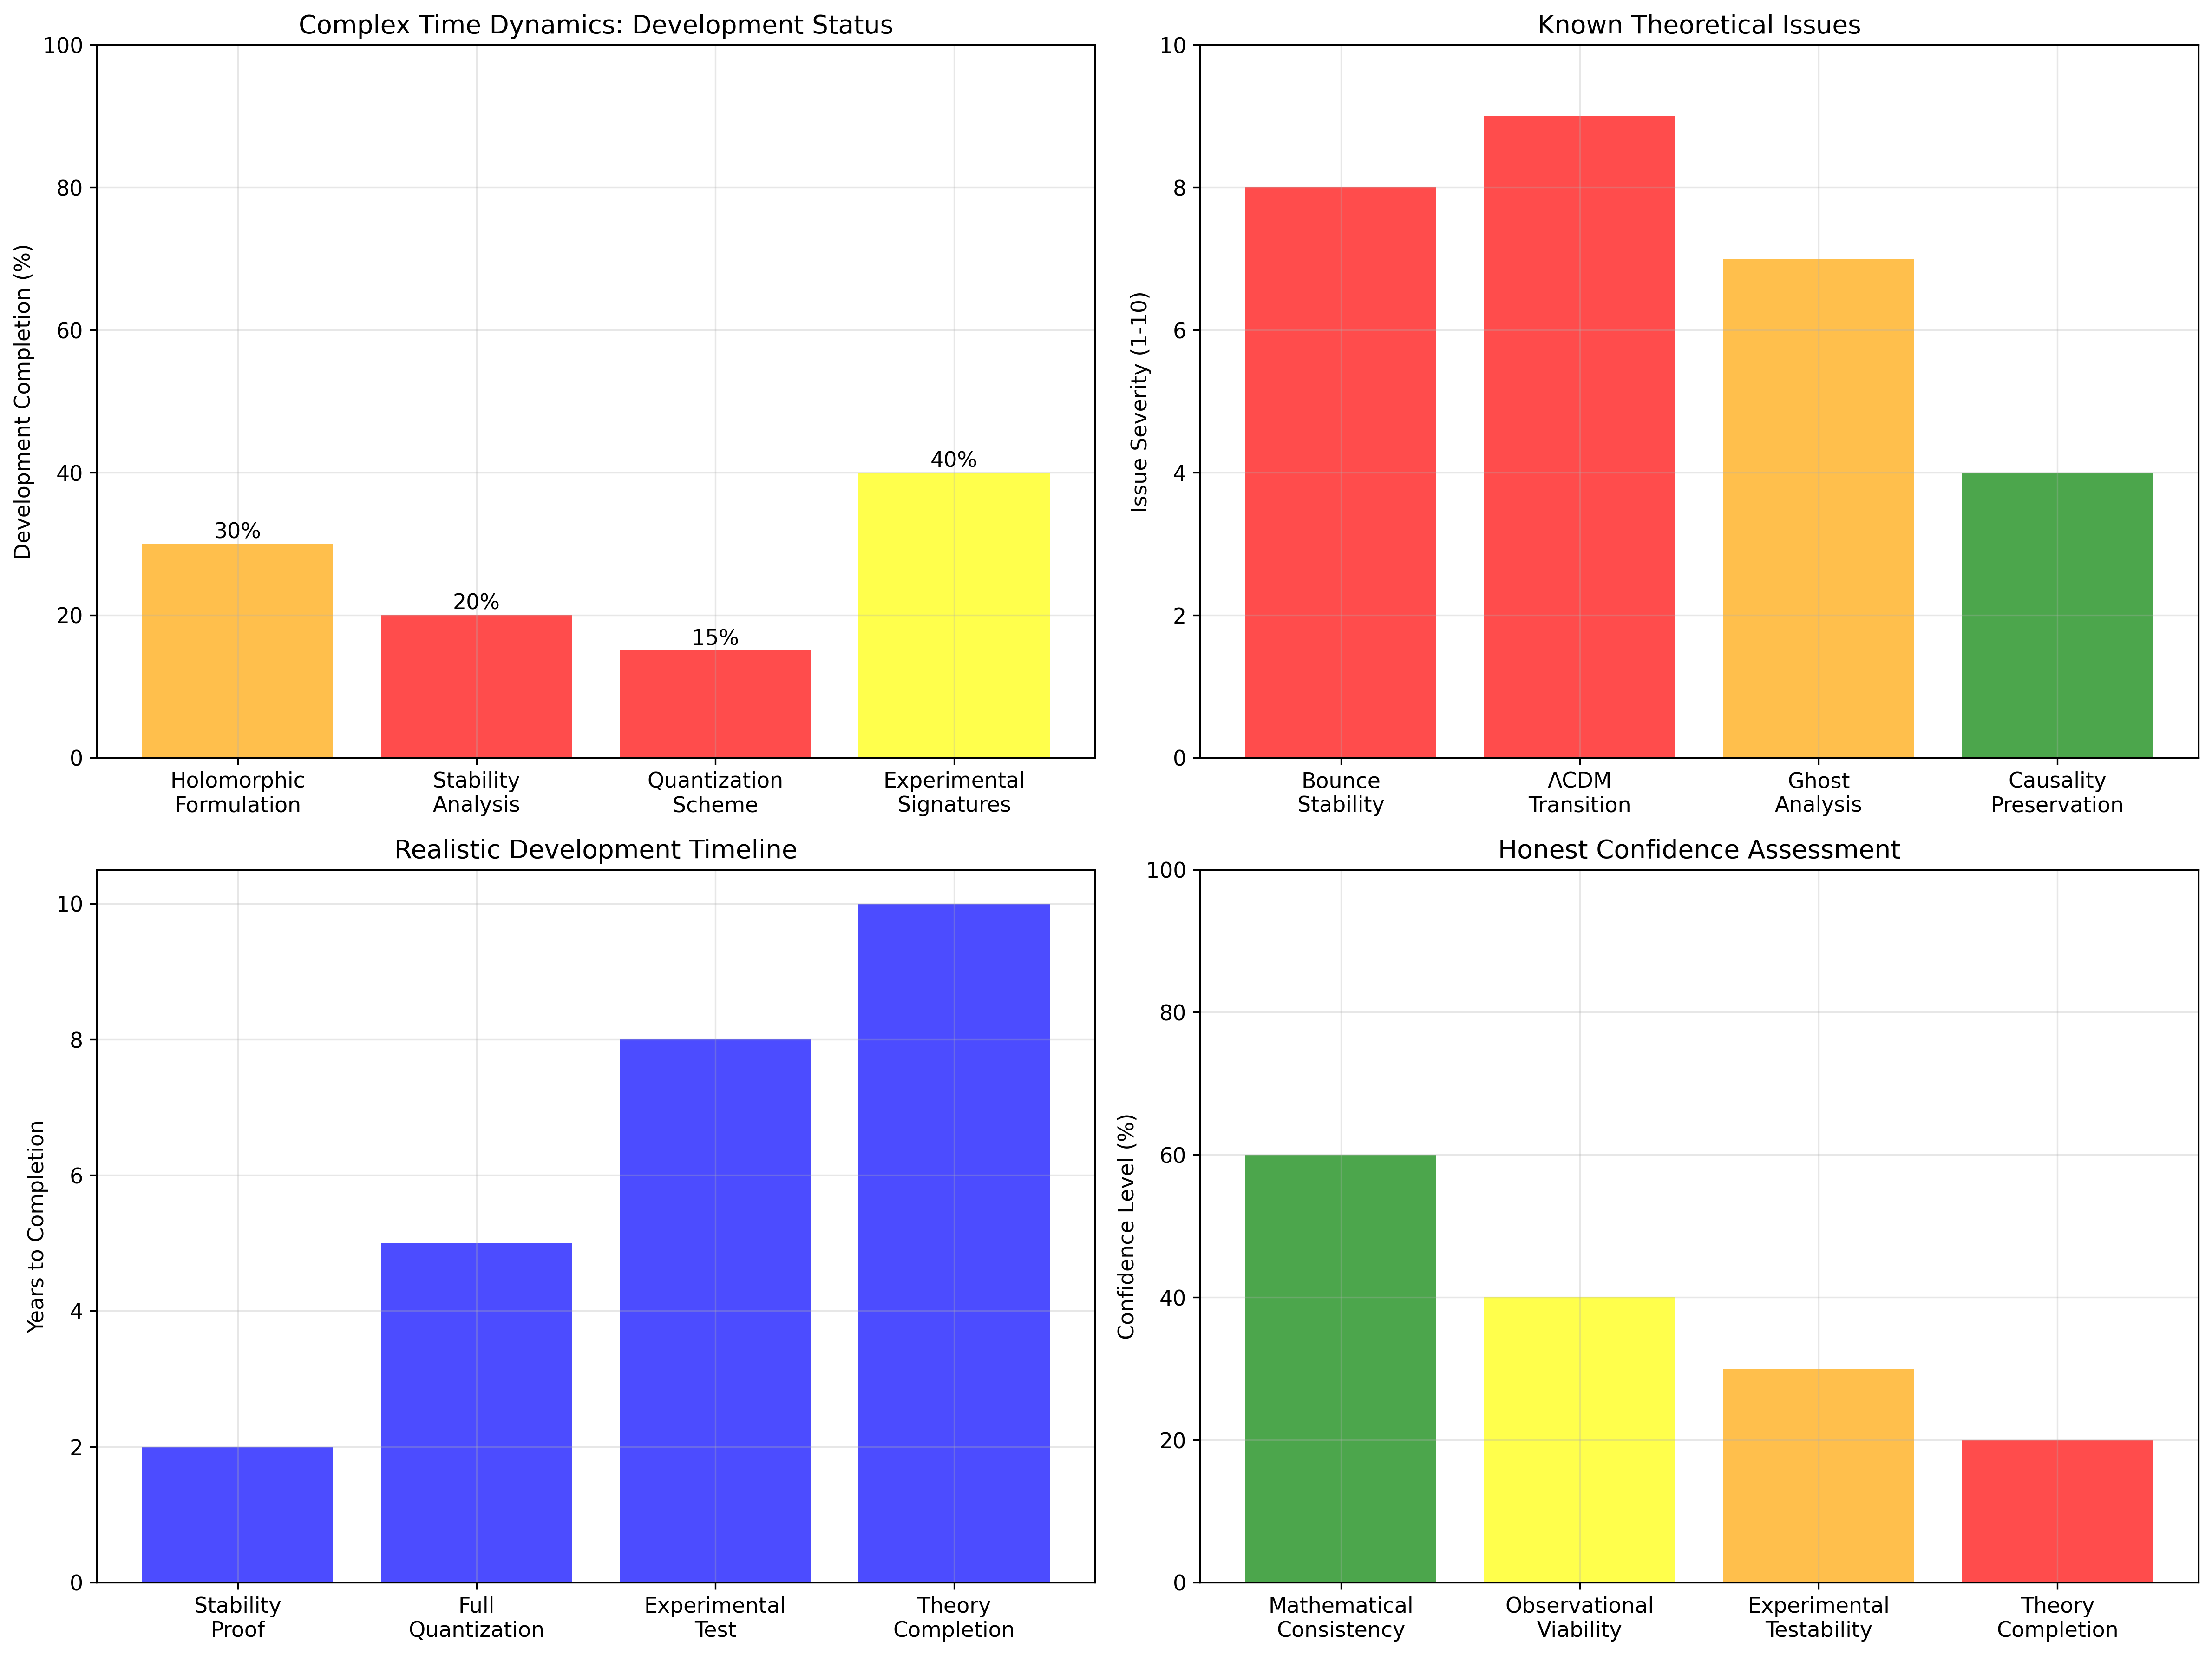 Complex Time Dynamics: Development Status
Development Completion (%)
100
80
60
40
20
0
30%
20%
15%
40%
Holomorphic
Formulation
Stability
Analysis
Quantization
Scheme
Experimental
Signatures
Known Theoretical Issues
Issue Severity (1-10)
10
8
6
4
2
0
Bounce
Stability
ΛCDM
Transition
Ghost
Analysis
Causality
Preservation
Realistic Development Timeline
Years to Completion
10
8
6
4
2
0
Stability
Proof
Full
Quantization
Experimental
Test
Theory
Completion
Honest Confidence Assessment
Confidence Level (%)
100
80
60
40
20
0
Mathematical
Consistency
Observational
Viability
Experimental
Testability
Theory
Completion